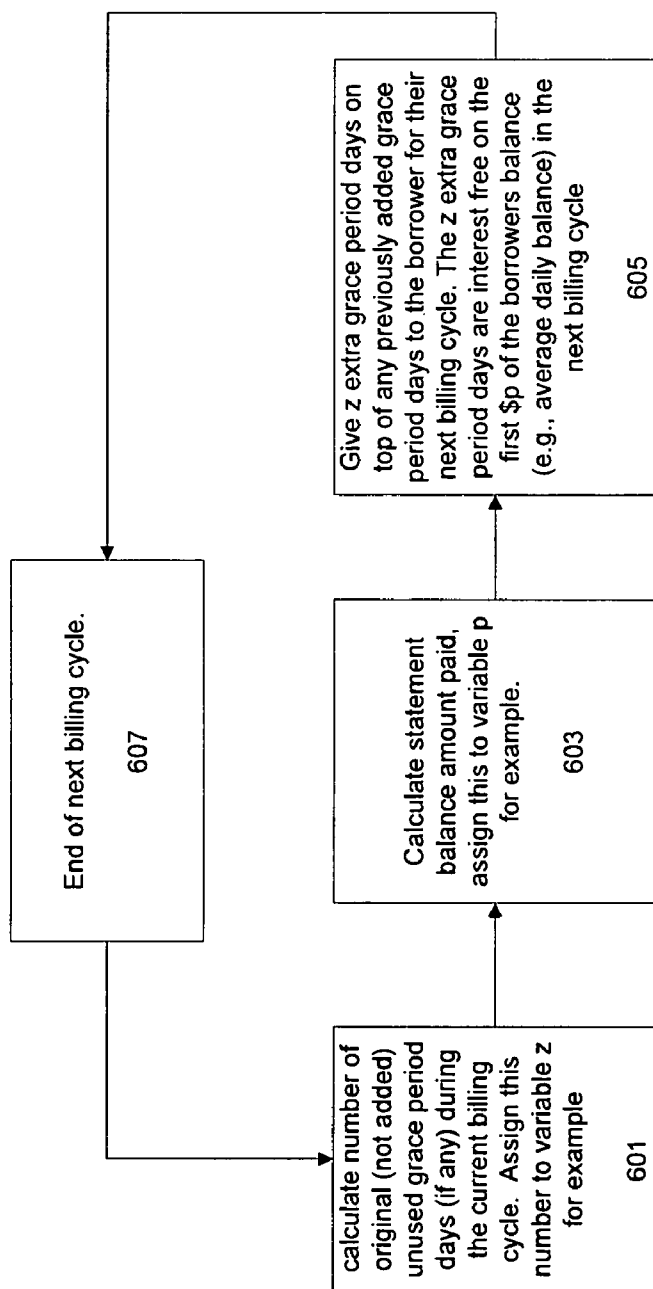 End of next billing cycle.
607
calculate number of
original (not added)
unused grace period
days (if any) during
the current billing
cycle. Assign this
number to variable z
for example
601
Calculate statement
balance amount paid,
assign this to variable p
for example.
603
Give z extra grace period days on
top of any previously added grace
period days to the borrower for their
next billing cycle. The z extra grace
period days are interest free on the
first $p of the borrowers balance
(e.g., average daily balance) in the
next billing cycle
605